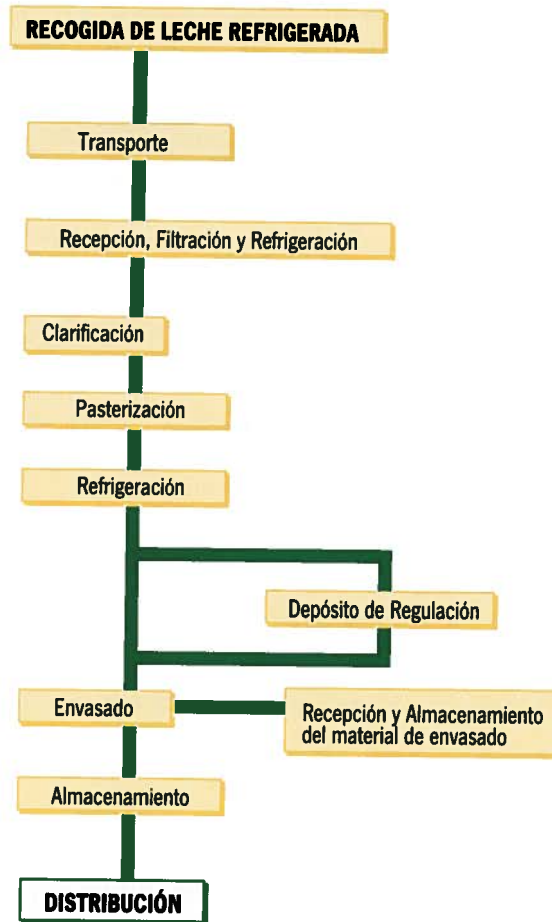 RECOGIDA DE LECHE REFRIGERADA
Transporte
Recepción, Filtración y Refrigeración
Clarificación
Pasterización
Refrigeración
Depósito de Regulación
Envasado
Recepción y Almacenamiento
del material de envasado
Almacenamiento
DISTRIBUCIÓN